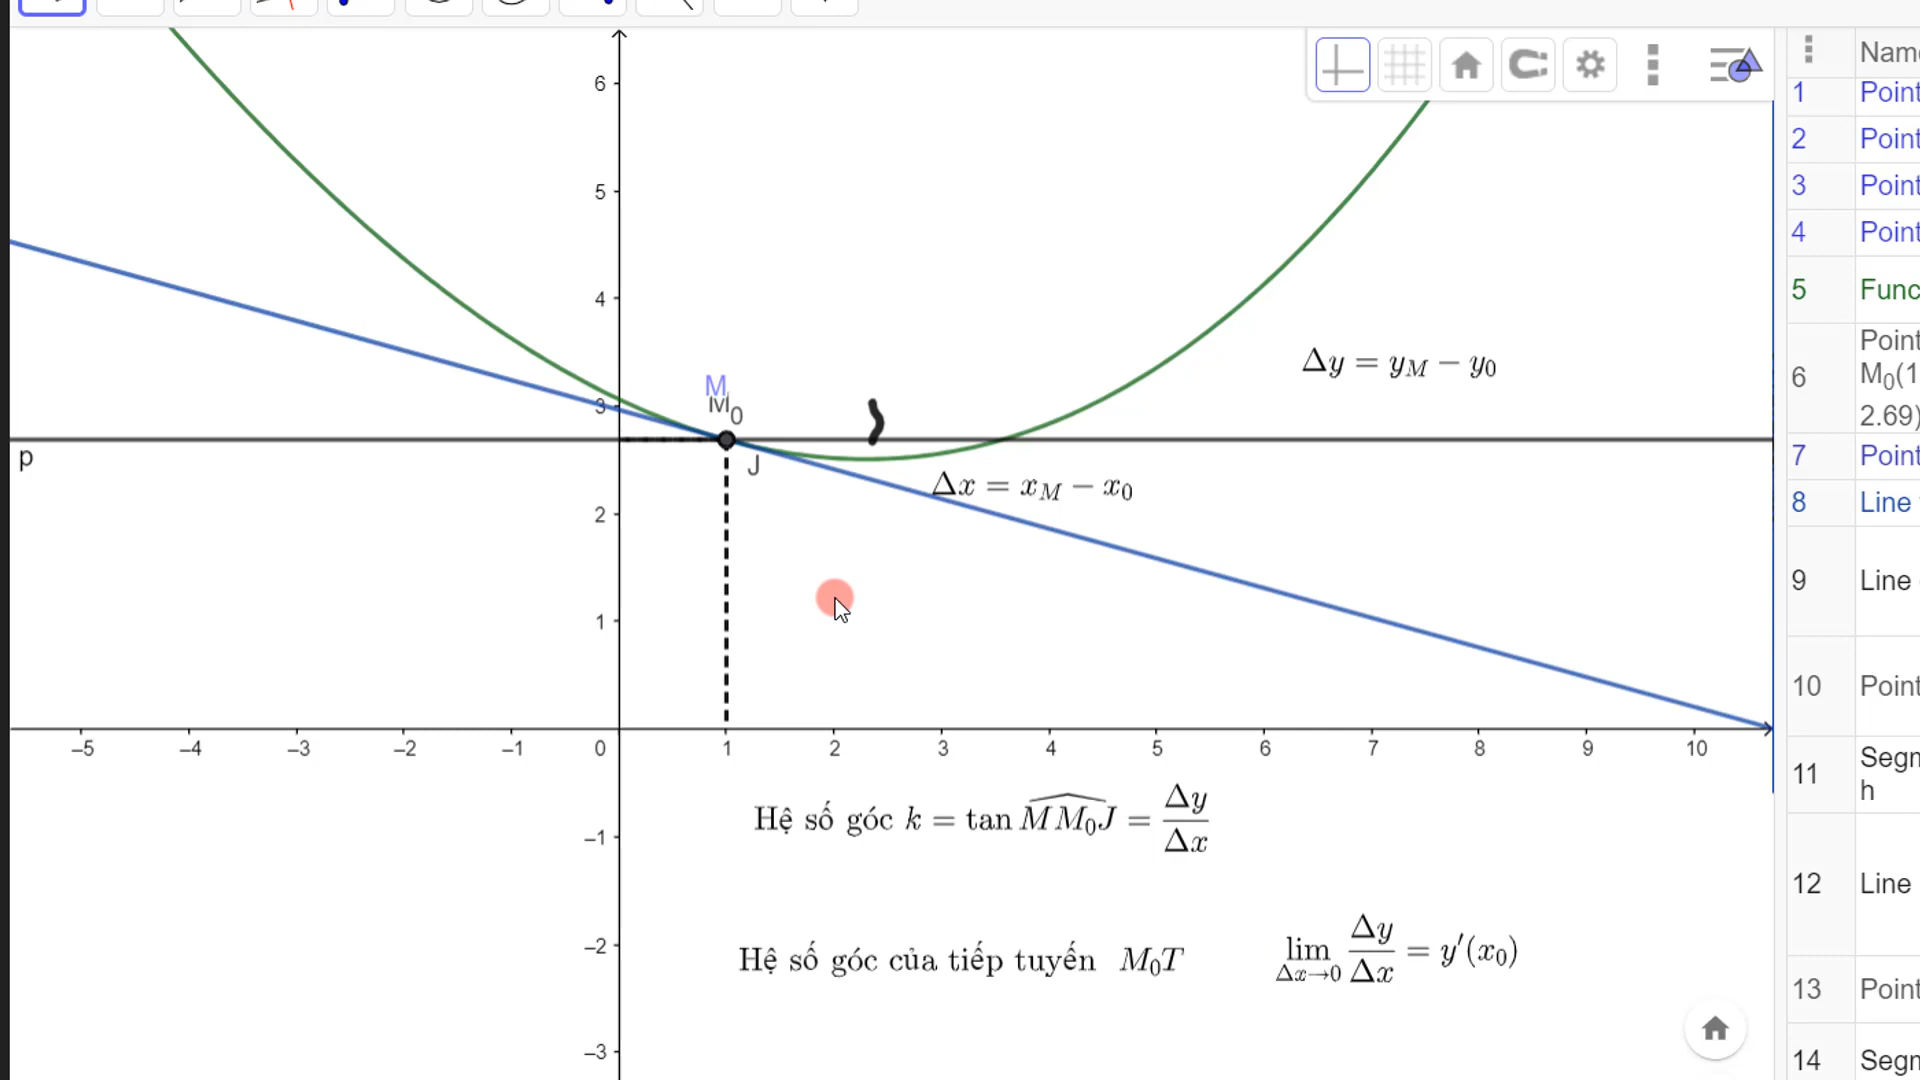 Name
1 Point
2 Point
3 Point
4 Point
5 Func
6 Point M₀(1 2.69)
7 Point
8 Line
9 Line
10 Point
11 Segm h
12 Line
13 Point
14 Segm
6
5
4
3
2
1
0
–1
–2
–3
–5 –4 –3 –2 –1 1 2 3 4 5 6 7 8 9 10
Δy = y_M − y₀
M
M₀
p
J
Δx = x_M − x₀
Hệ số góc k = tan MM₀J = Δy/Δx
Hệ số góc của tiếp tuyến M₀T
lim Δx→0 Δy/Δx = y′(x₀)